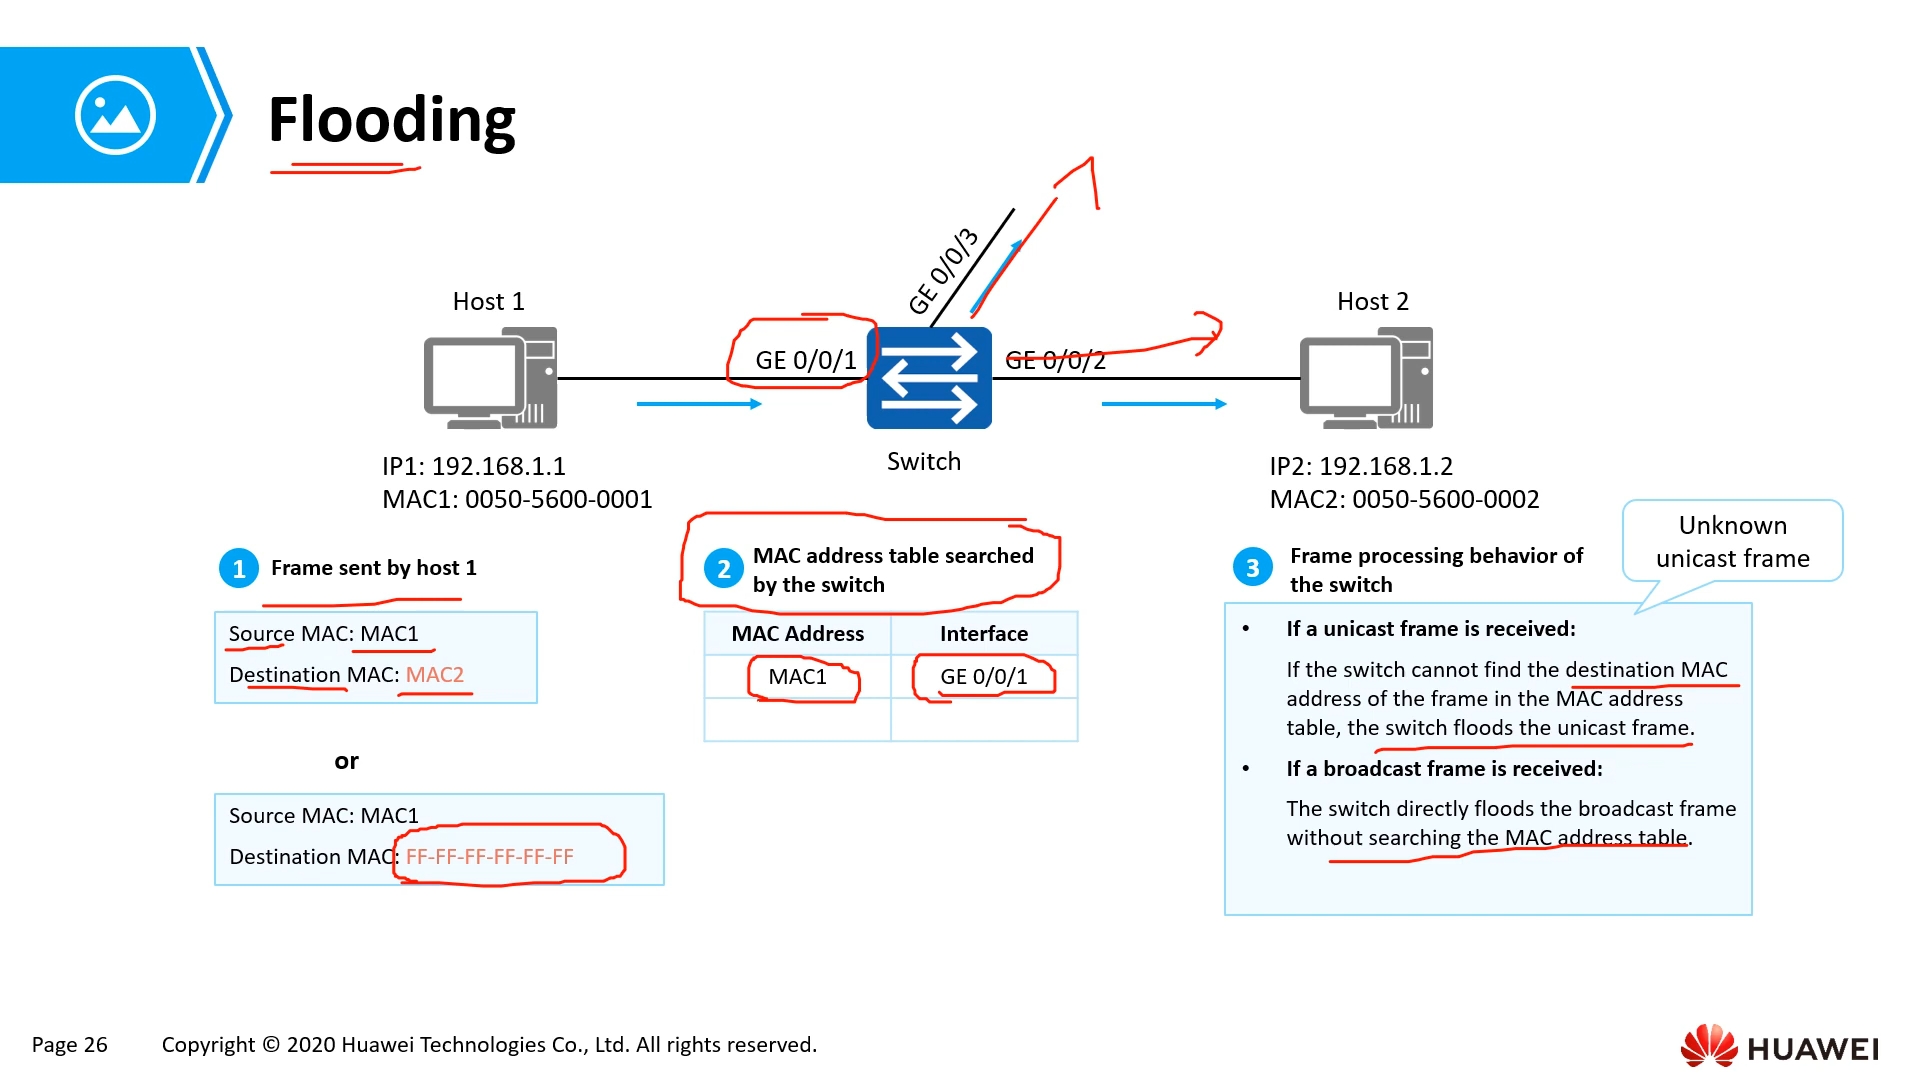 Flooding
GE 0/0/3
Host 1
Host 2
GE 0/0/1
GE 0/0/2
Switch
IP1: 192.168.1.1
MAC1: 0050-5600-0001
IP2: 192.168.1.2
MAC2: 0050-5600-0002
Unknown
unicast frame
1
Frame sent by host 1
Source MAC: MAC1
Destination MAC: MAC2
or
Source MAC: MAC1
Destination MAC: FF-FF-FF-FF-FF-FF
2
MAC address table searched
by the switch
MAC Address Interface
MAC1 GE 0/0/1
3
Frame processing behavior of
the switch
• If a unicast frame is received:
If the switch cannot find the destination MAC
address of the frame in the MAC address
table, the switch floods the unicast frame.
• If a broadcast frame is received:
The switch directly floods the broadcast frame
without searching the MAC address table.
Page 26
Copyright © 2020 Huawei Technologies Co., Ltd. All rights reserved.
HUAWEI